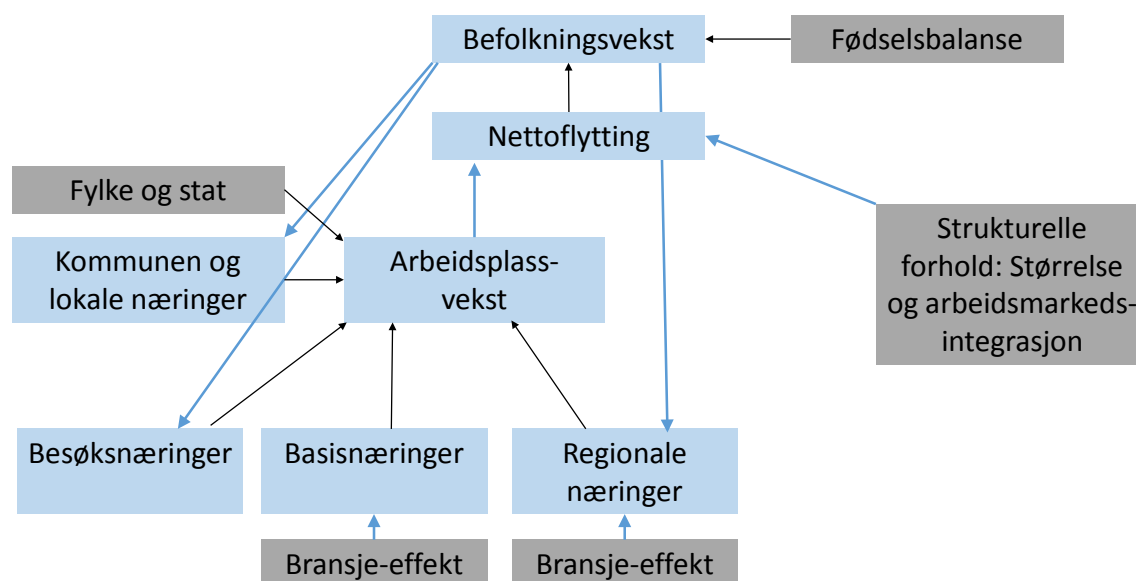 Befolkningsvekst
Fødselsbalanse
Nettoflytting
Fylke og stat
Kommunen og
lokale næringer
Arbeidsplass-
vekst
Strukturelle
forhold: Størrelse
og arbeidsmarkeds-
integrasjon
Besøksnæringer
Basisnæringer
Regionale
næringer
Bransje-effekt
Bransje-effekt